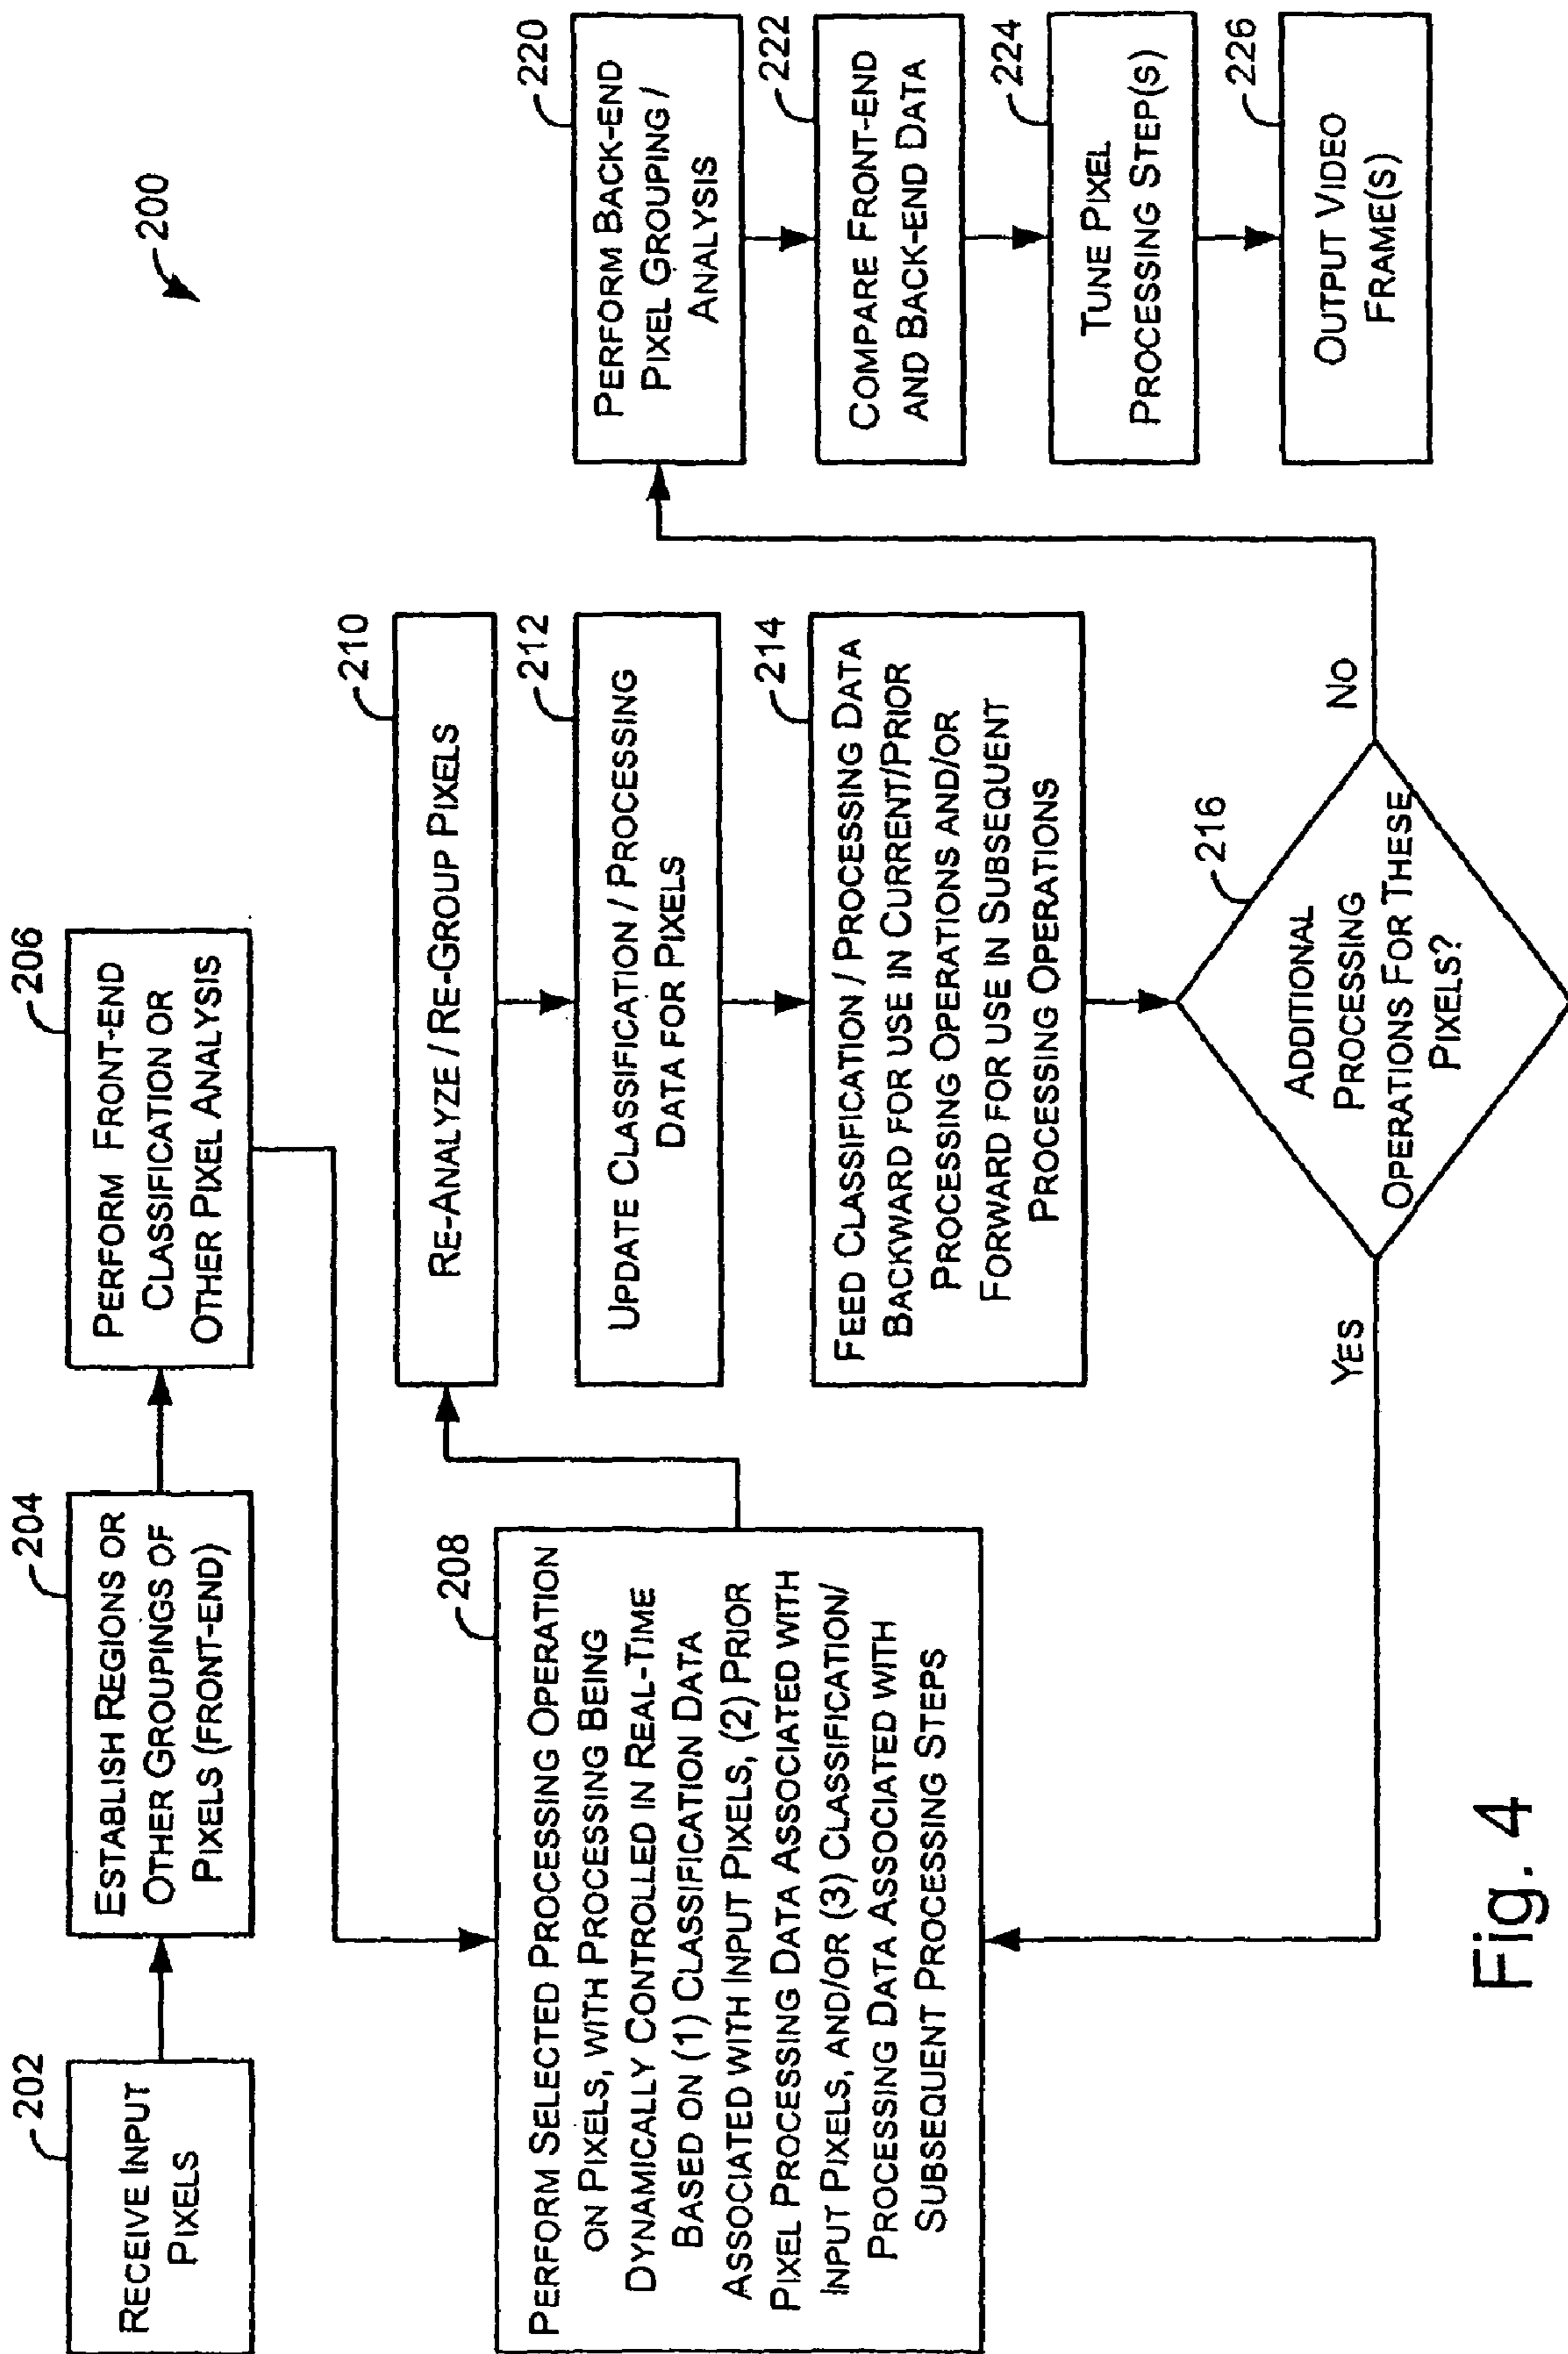 200
202
RECEIVE INPUT
PIXELS
204
ESTABLISH REGIONS OR
OTHER GROUPINGS OF
PIXELS (FRONT-END)
206
PERFORM FRONT-END
CLASSIFICATION OR
OTHER PIXEL ANALYSIS
208
PERFORM SELECTED PROCESSING OPERATION
ON PIXELS, WITH PROCESSING BEING
DYNAMICALLY CONTROLLED IN REAL-TIME
BASED ON (1) CLASSIFICATION DATA
ASSOCIATED WITH INPUT PIXELS, (2) PRIOR
PIXEL PROCESSING DATA ASSOCIATED WITH
INPUT PIXELS, AND/OR (3) CLASSIFICATION/
PROCESSING DATA ASSOCIATED WITH
SUBSEQUENT PROCESSING STEPS
210
RE-ANALYZE / RE-GROUP PIXELS
212
UPDATE CLASSIFICATION / PROCESSING
DATA FOR PIXELS
214
FEED CLASSIFICATION / PROCESSING DATA
BACKWARD FOR USE IN CURRENT/PRIOR
PROCESSING OPERATIONS AND/OR
FORWARD FOR USE IN SUBSEQUENT
PROCESSING OPERATIONS
216
ADDITIONAL
PROCESSING
OPERATIONS FOR THESE
PIXELS?
YES
NO
220
PERFORM BACK-END
PIXEL GROUPING /
ANALYSIS
222
COMPARE FRONT-END
AND BACK-END DATA
224
TUNE PIXEL
PROCESSING STEP(S)
226
OUTPUT VIDEO
FRAME(S)
Fig. 4